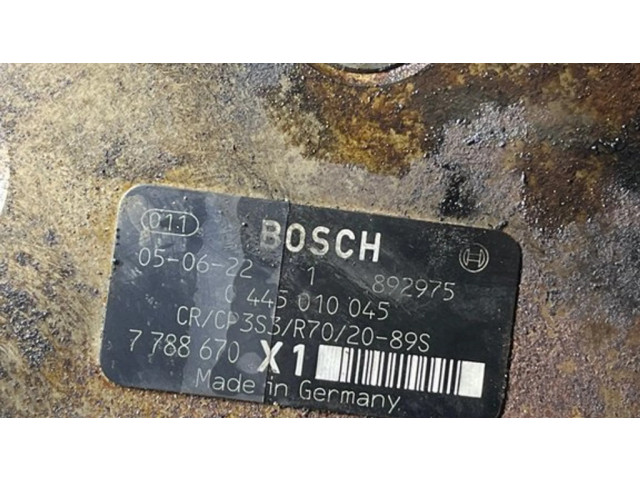 011 BOSCH
05-06-22 1 892975
0 445 010 045
CR/CP3S3/R70/20-89S
7 788 670 X1
Made in Germany